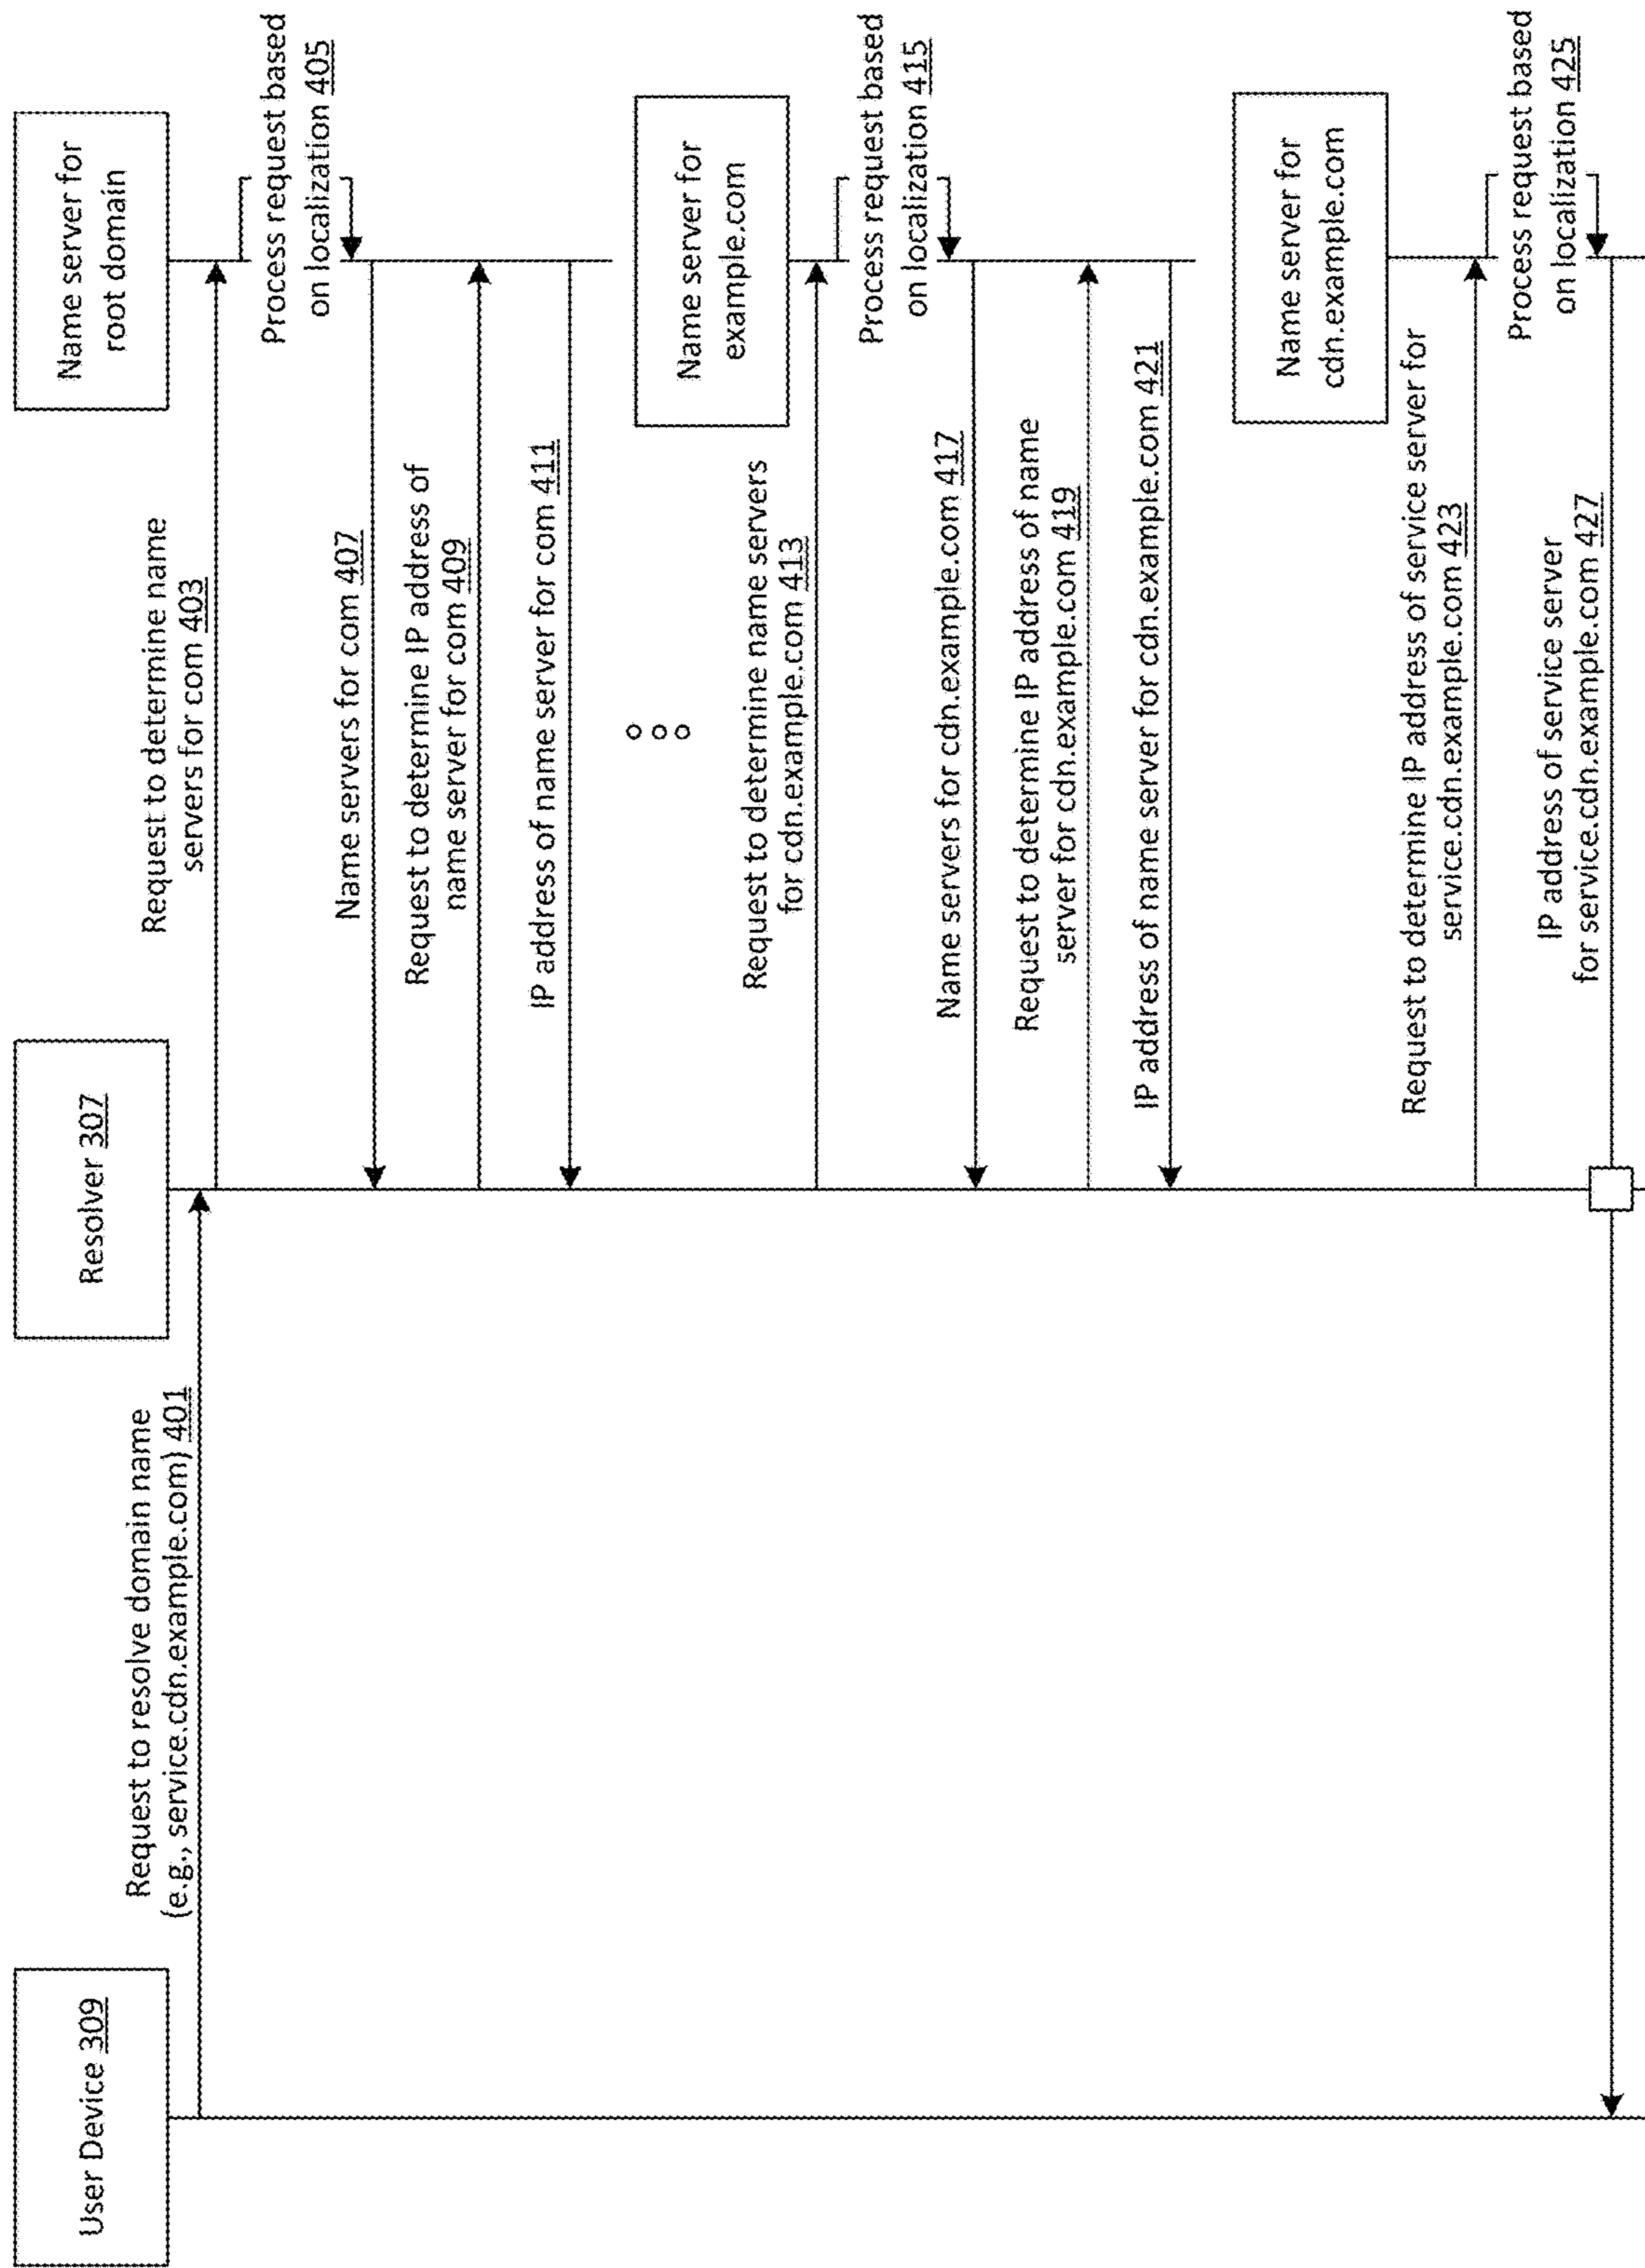 User Device 309
Resolver 307
Name server for
root domain
Request to resolve domain name
(e.g., service.cdn.example.com) 401
Request to determine name
servers for com 403
Process request based
on localization 405
Name servers for com 407
Request to determine IP address of
name server for com 409
IP address of name server for com 411
Name server for
example.com
Request to determine name servers
for cdn.example.com 413
Process request based
on localization 415
Name servers for cdn.example.com 417
Request to determine IP address of name
server for cdn.example.com 419
IP address of name server for cdn.example.com 421
Name server for
cdn.example.com
Request to determine IP address of service server for
service.cdn.example.com 423
Process request based
on localization 425
IP address of service server
for service.cdn.example.com 427